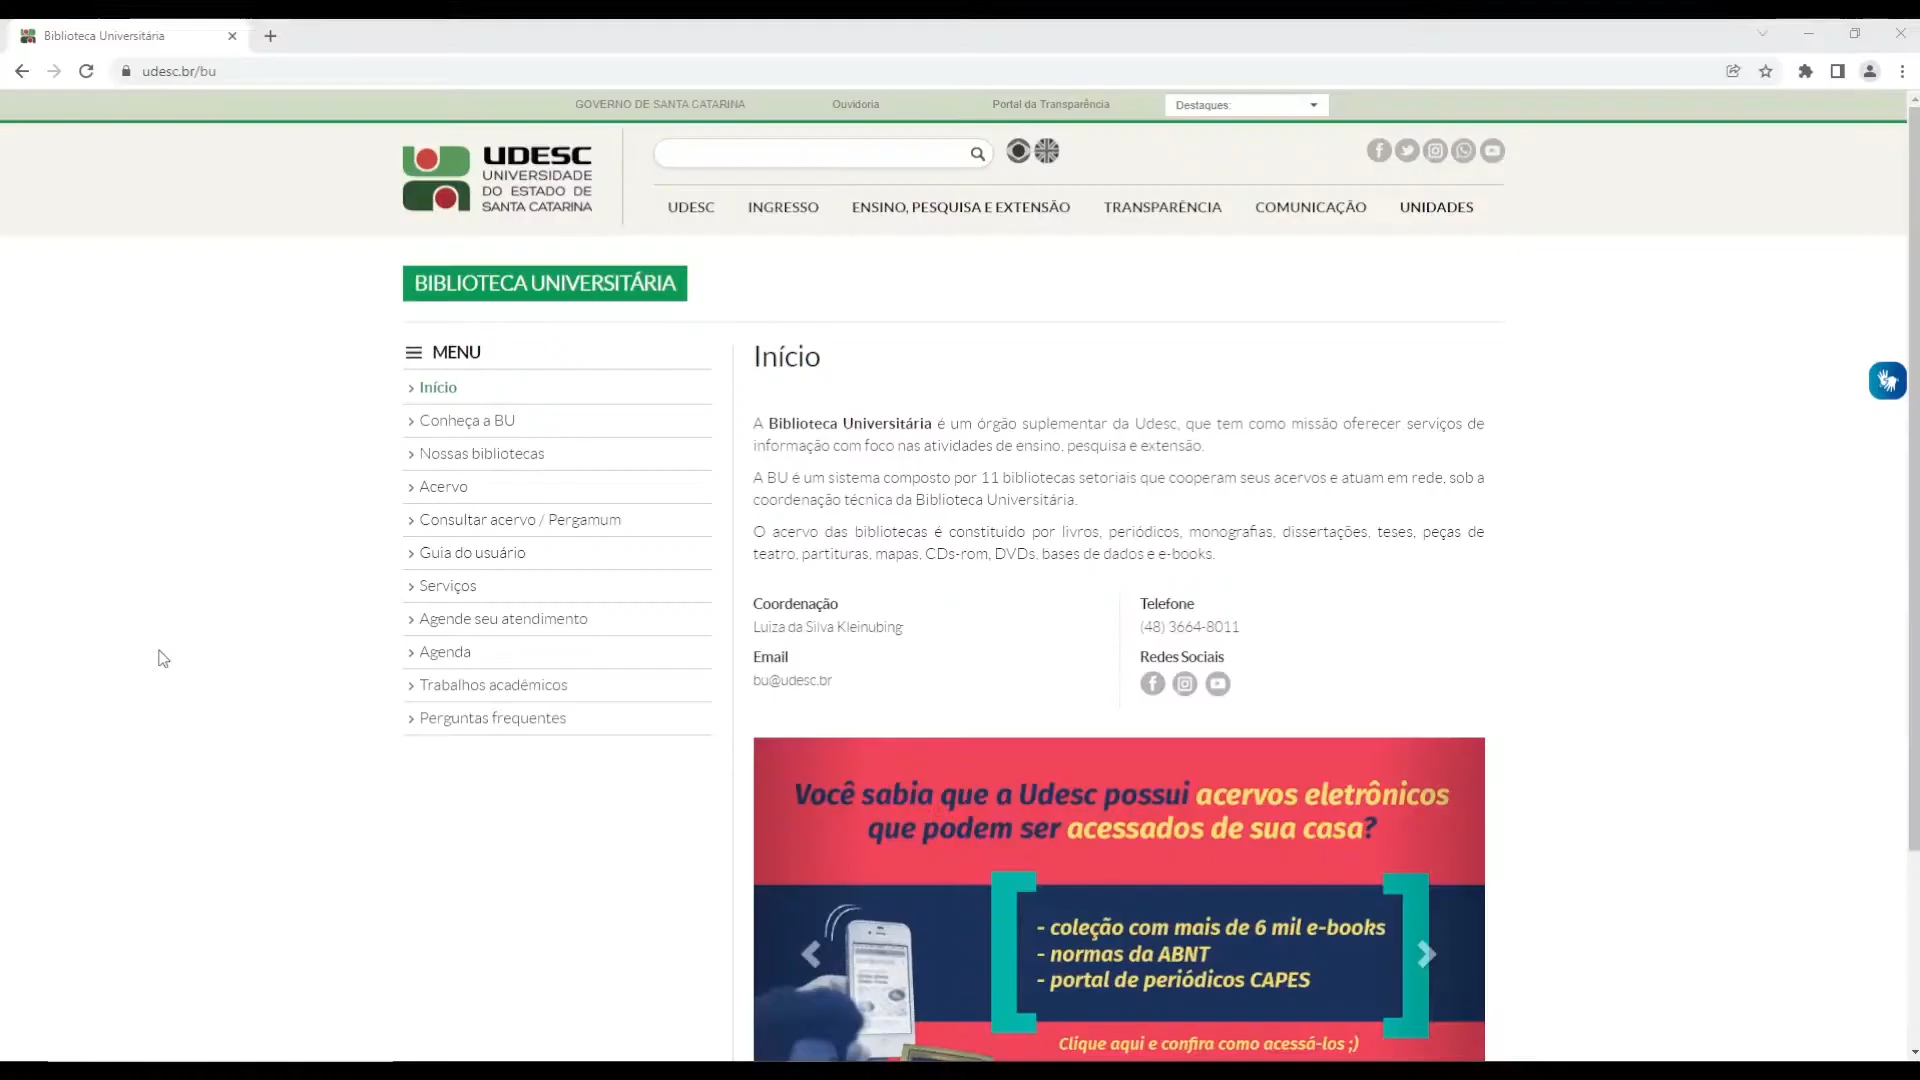 Biblioteca Universitária
udesc.br/bu
GOVERNO DE SANTA CATARINA
Ouvidoria
Portal da Transparência
Destaques:
UDESC
UNIVERSIDADE
DO ESTADO DE
SANTA CATARINA
UDESC
INGRESSO
ENSINO, PESQUISA E EXTENSÃO
TRANSPARÊNCIA
COMUNICAÇÃO
UNIDADES
BIBLIOTECA UNIVERSITÁRIA
MENU
Início
Conheça a BU
Nossas bibliotecas
Acervo
Consultar acervo / Pergamum
Guia do usuário
Serviços
Agende seu atendimento
Agenda
Trabalhos acadêmicos
Perguntas frequentes
Início
A Biblioteca Universitária é um órgão suplementar da Udesc, que tem como missão oferecer serviços de
informação com foco nas atividades de ensino, pesquisa e extensão.
A BU é um sistema composto por 11 bibliotecas setoriais que cooperam seus acervos e atuam em rede, sob a
coordenação técnica da Biblioteca Universitária.
O acervo das bibliotecas é constituído por livros, periódicos, monografias, dissertações, teses, peças de
teatro, partituras, mapas, CDs-rom, DVDs, bases de dados e e-books.
Coordenação
Luiza da Silva Kleinubing
Email
bu@udesc.br
Telefone
(48) 3664-8011
Redes Sociais
Você sabia que a Udesc possui acervos eletrônicos
que podem ser acessados de sua casa?
- coleção com mais de 6 mil e-books
- normas da ABNT
- portal de periódicos CAPES
Clique aqui e confira como acessá-los ;)